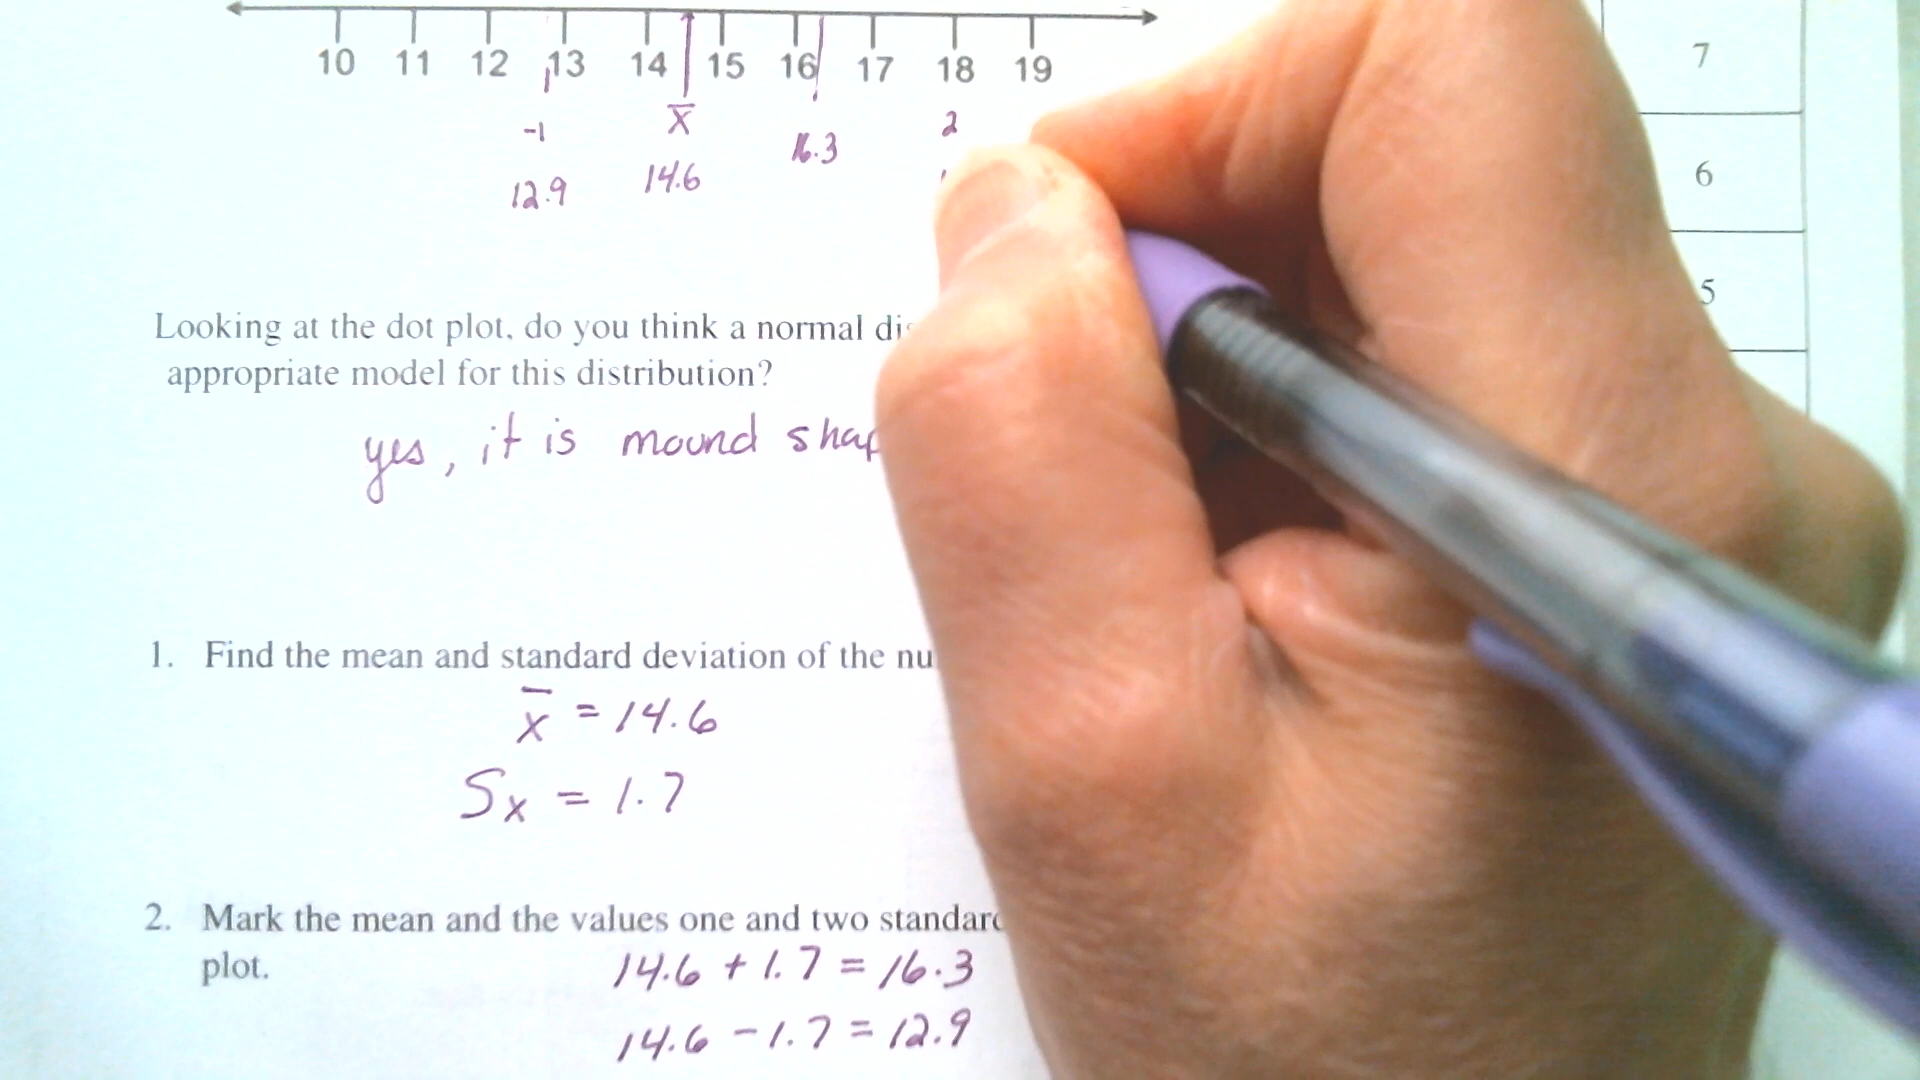 10 11 12 13 14 15 16 17 18 19
7
-1 x̄ 16.3 2
12.9 14.6
6
5
Looking at the dot plot, do you think a normal
appropriate model for this distribution?
yes, it is mound
1. Find the mean and standard deviation of the
x̄ = 14.6
Sx = 1.7
2. Mark the mean and the values one and two
plot.
14.6 + 1.7 = 16.3
14.6 - 1.7 = 12.9